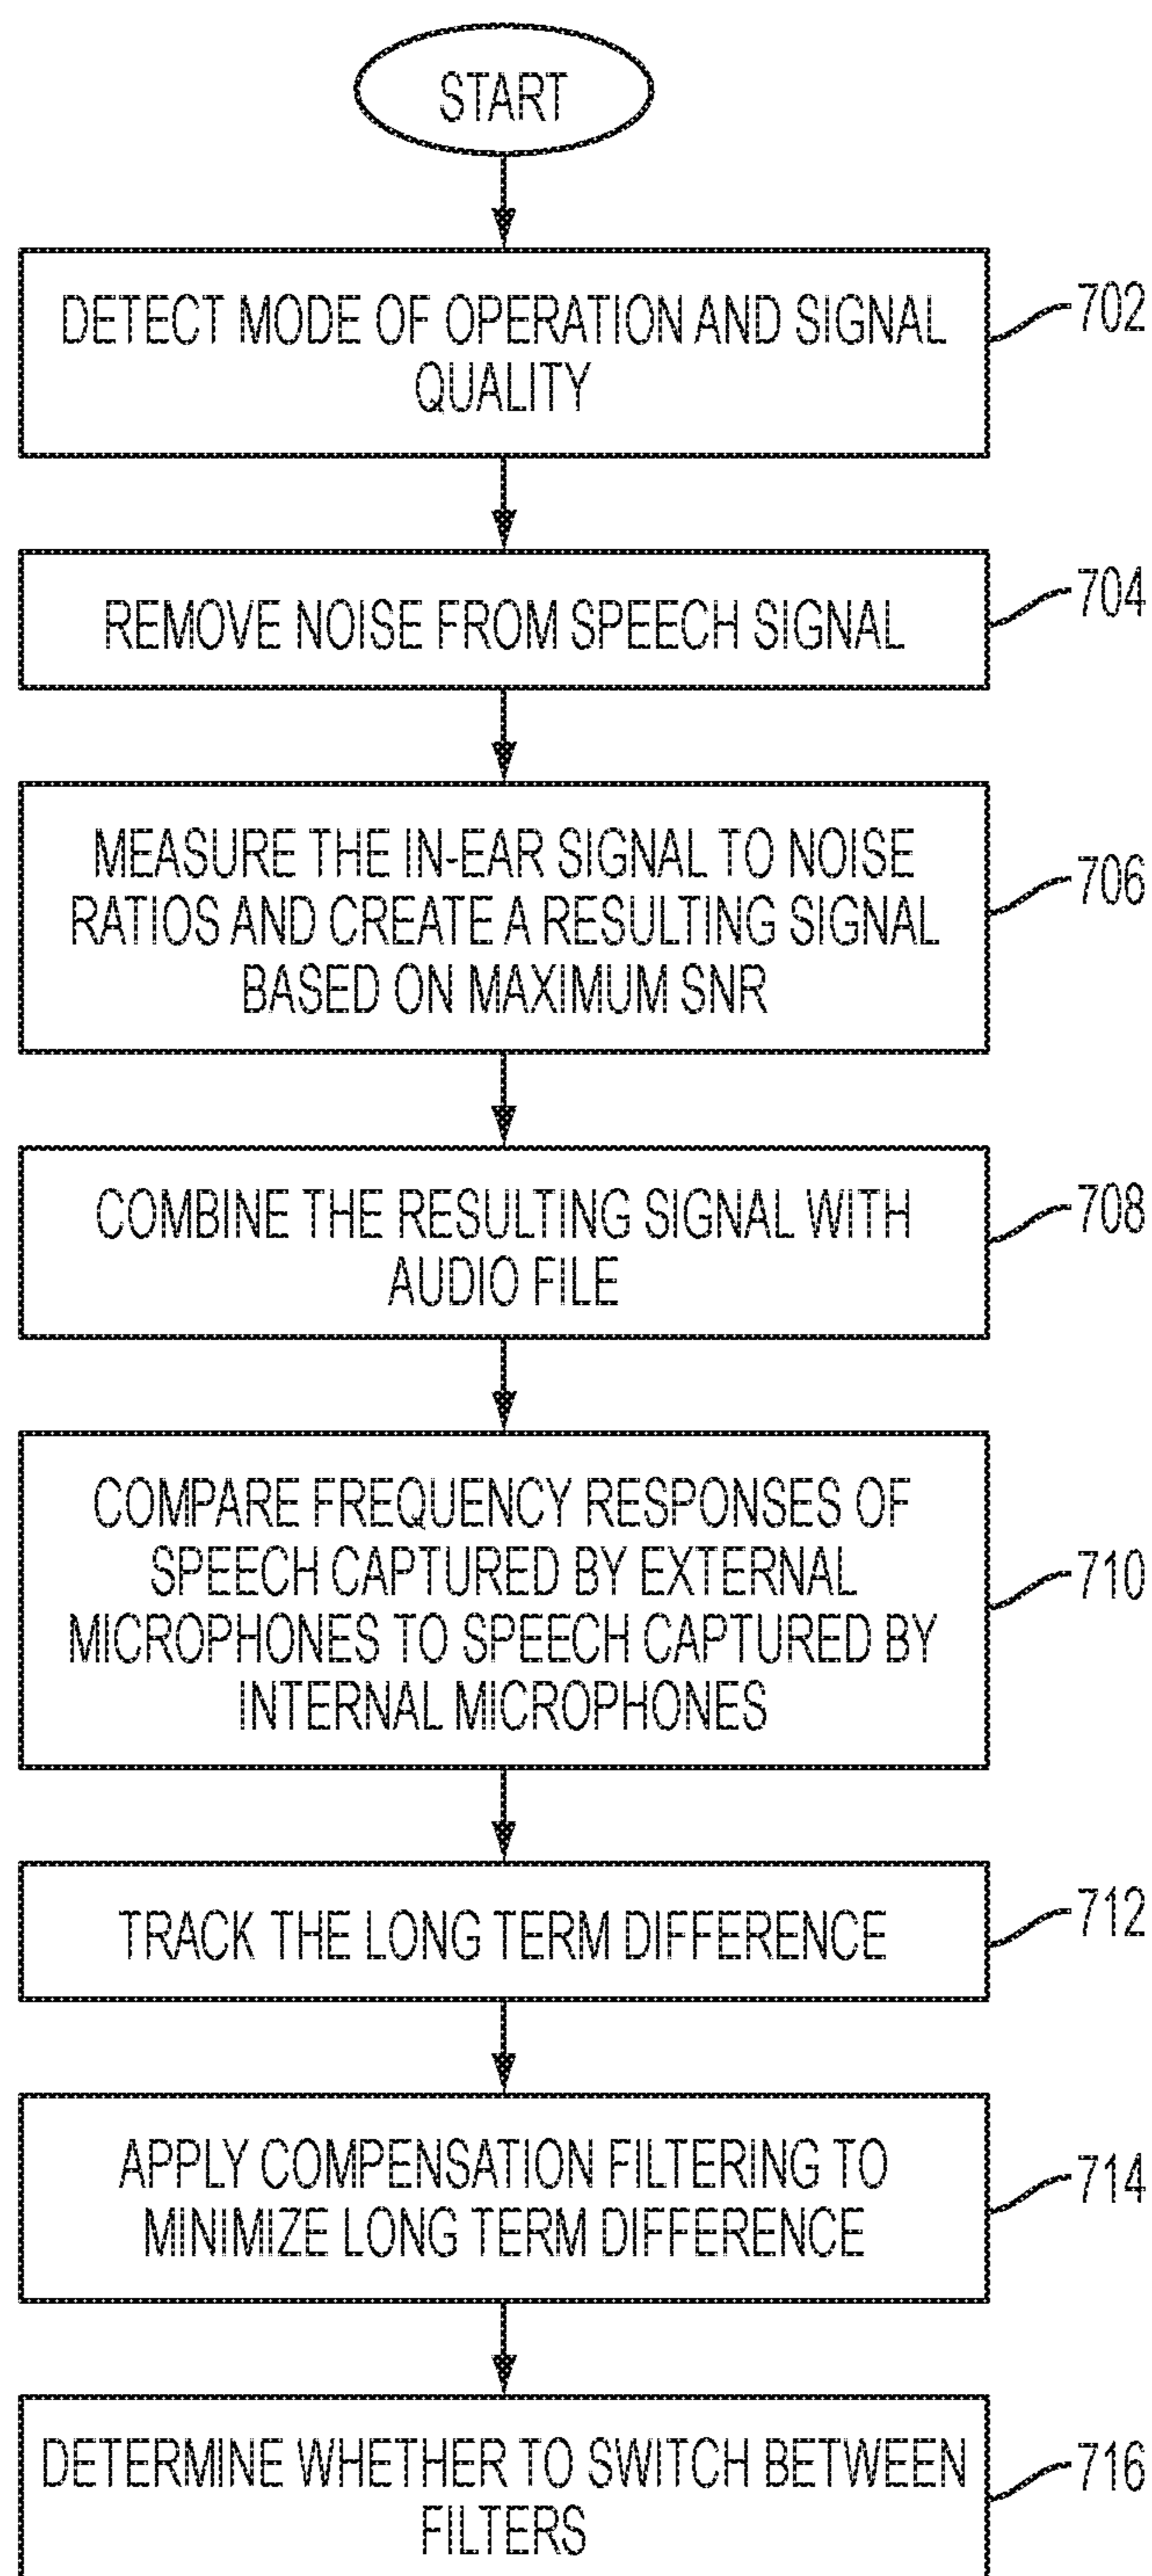 START
DETECT MODE OF OPERATION AND SIGNAL
QUALITY
702
REMOVE NOISE FROM SPEECH SIGNAL
704
MEASURE THE IN-EAR SIGNAL TO NOISE
RATIOS AND CREATE A RESULTING SIGNAL
BASED ON MAXIMUM SNR
706
COMBINE THE RESULTING SIGNAL WITH
AUDIO FILE
708
COMPARE FREQUENCY RESPONSES OF
SPEECH CAPTURED BY EXTERNAL
MICROPHONES TO SPEECH CAPTURED BY
INTERNAL MICROPHONES
710
TRACK THE LONG TERM DIFFERENCE
712
APPLY COMPENSATION FILTERING TO
MINIMIZE LONG TERM DIFFERENCE
714
DETERMINE WHETHER TO SWITCH BETWEEN
FILTERS
716